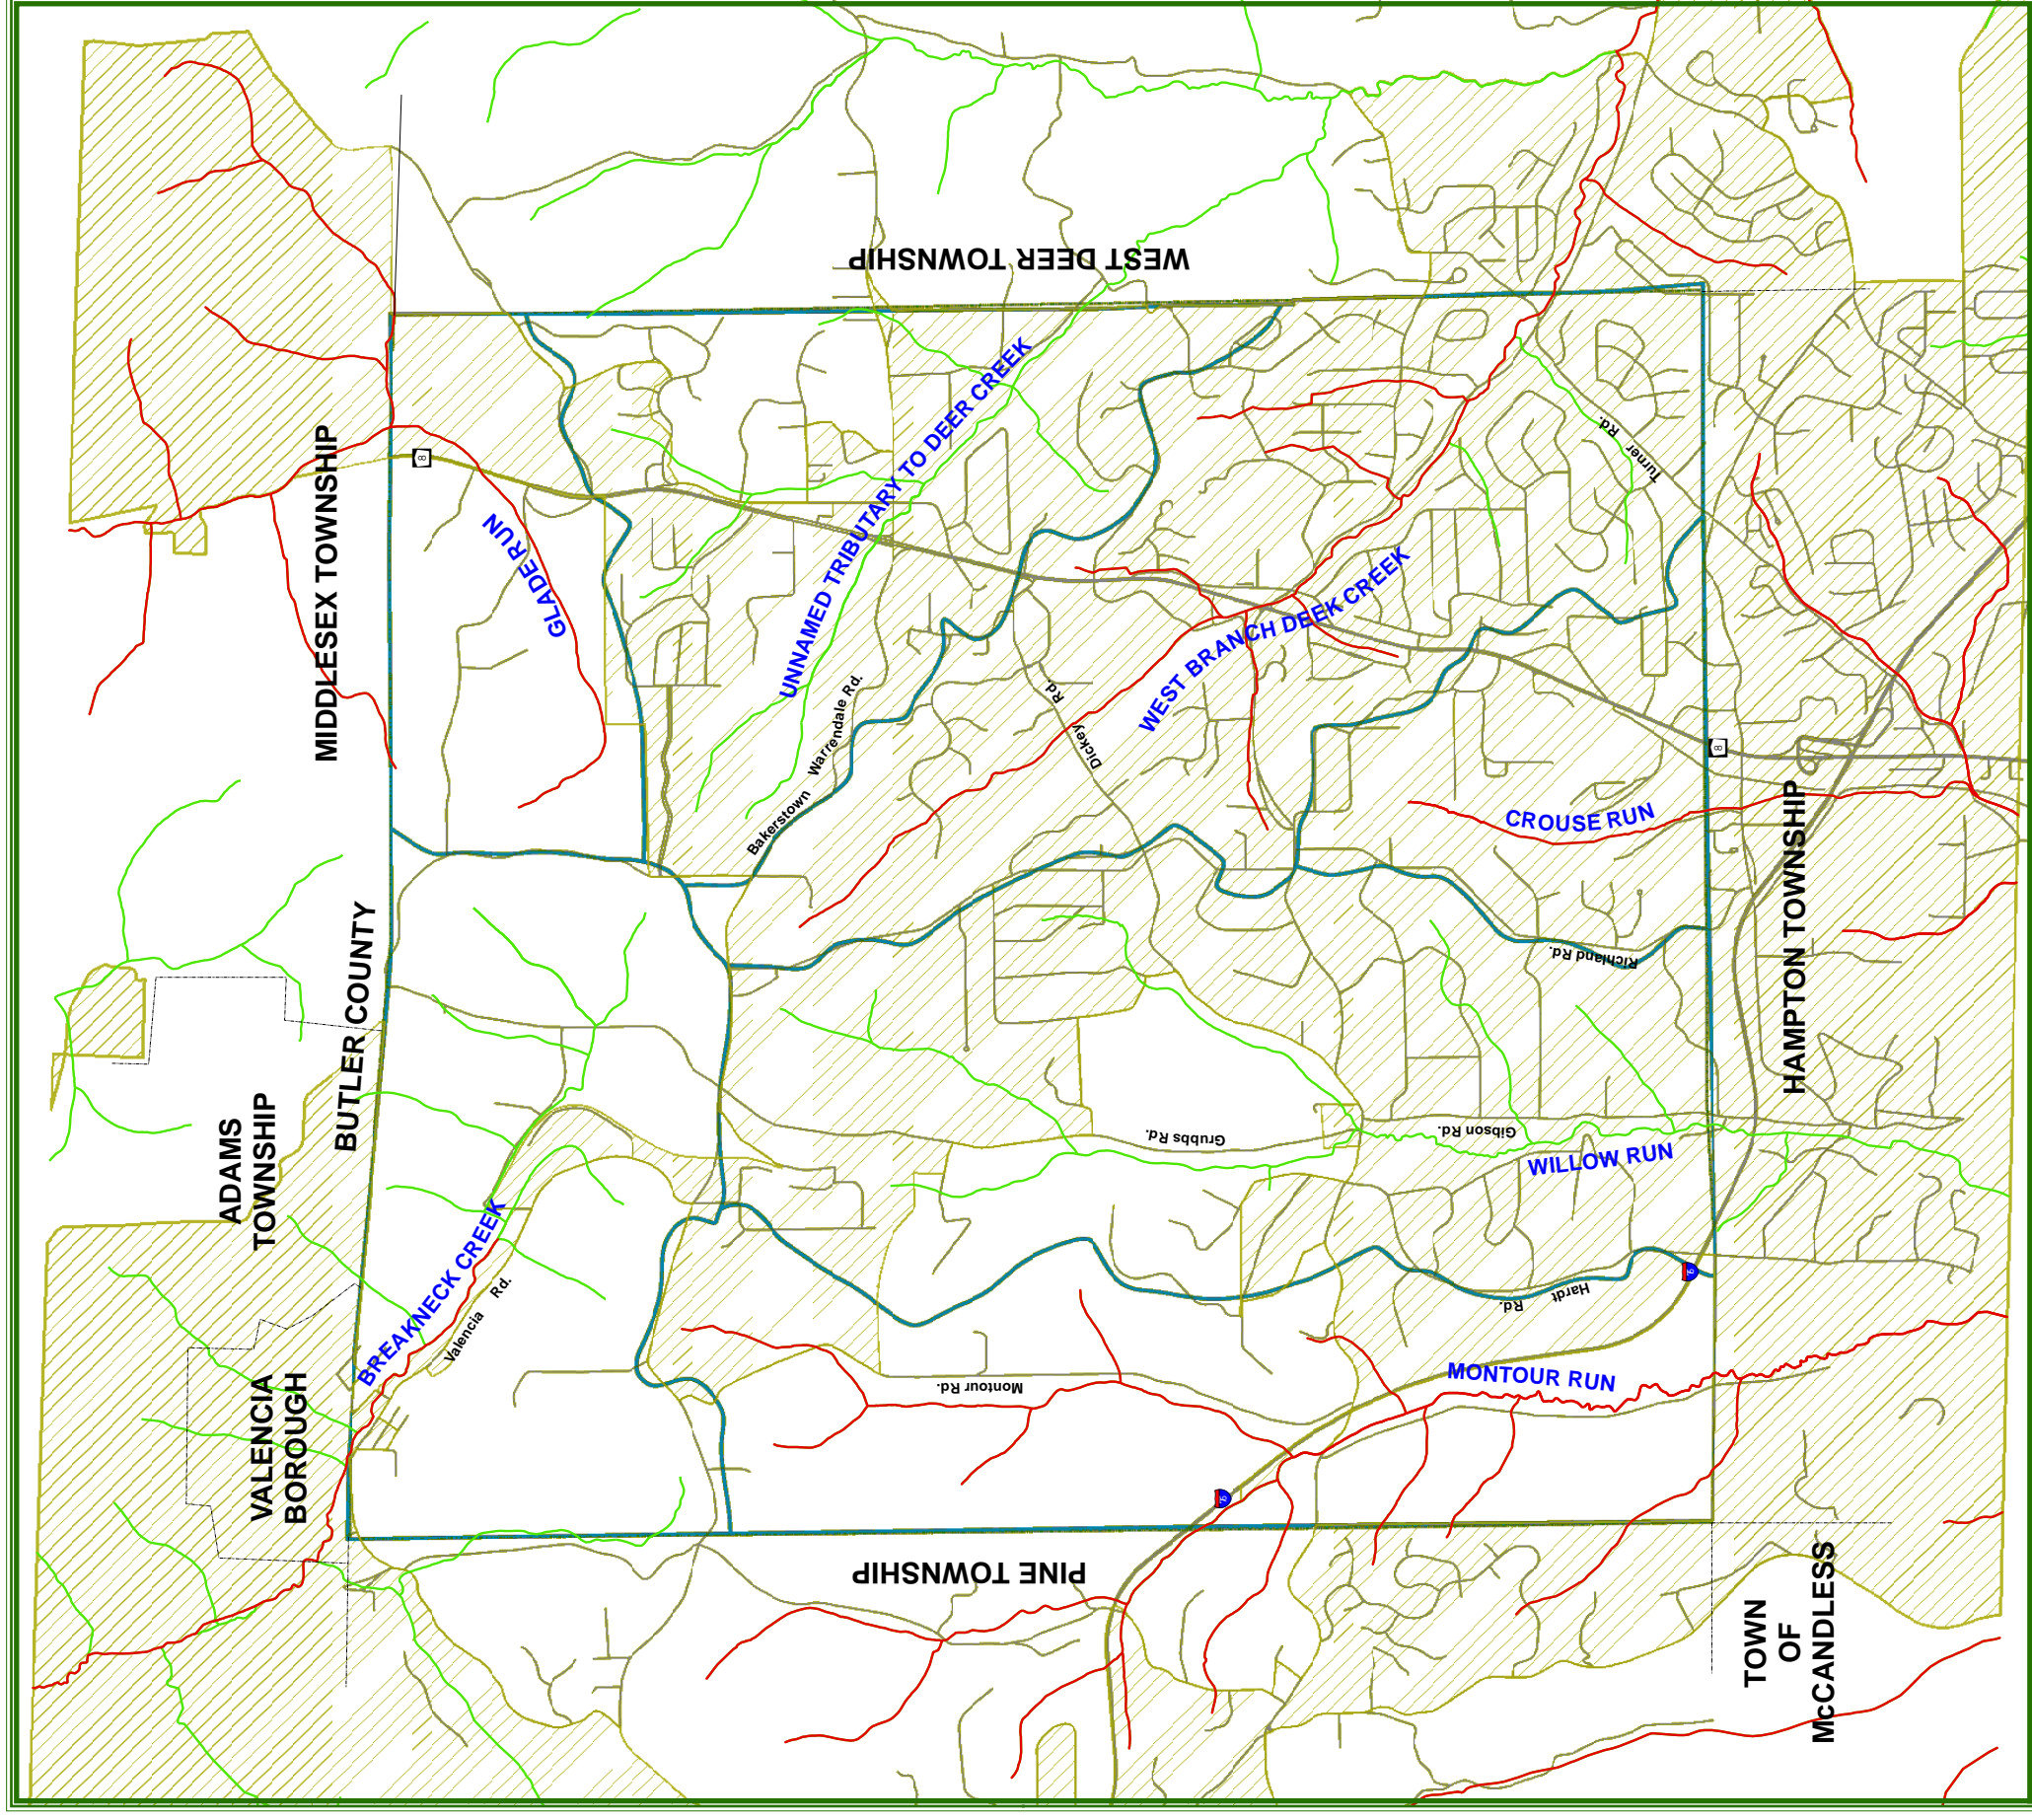 WEST DEER TOWNSHIP
MIDDLESEX TOWNSHIP
8
GLADE RUN
UNNAMED TRIBUTARY TO DEER CREEK
Turner Rd.
WEST BRANCH DEEK CREEK
Bakerstown Warrendale Rd.
Dickey Rd.
8
CROUSE RUN
HAMPTON TOWNSHIP
BUTLER COUNTY
Richland Rd.
ADAMS
TOWNSHIP
Grubbs Rd.
Gibson Rd.
WILLOW RUN
BREAKNECK CREEK
Valencia Rd.
Hardt Rd.
VALENCIA
BOROUGH
Montour Rd.
MONTOUR RUN
PINE TOWNSHIP
TOWN
OF
McCANDLESS